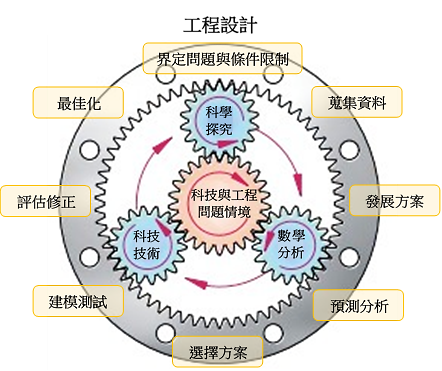 工程設計
界定問題與條件限制
最佳化
蒐集資料
科學
探究
評估修正
科技與工程
問題情境
發展方案
科技
技術
數學
分析
建模測試
預測分析
選擇方案